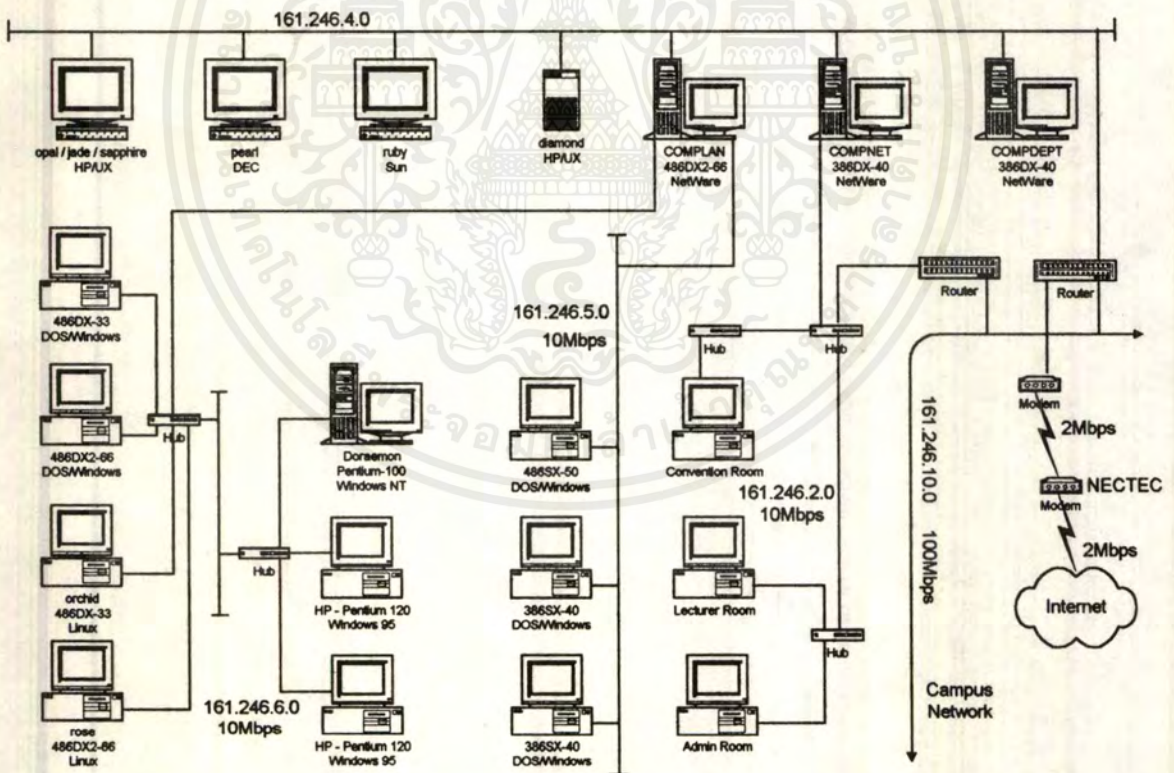 161.246.4.0
opal / jade / sapphire
HP/UX
pearl
DEC
ruby
Sun
diamond
HP/UX
COMPLAN
486DX2-66
NetWare
COMPNET
386DX-40
NetWare
COMPDEPT
386DX-40
NetWare
486DX-33
DOS/Windows
486DX2-66
DOS/Windows
orchid
486DX-33
Linux
rose
486DX2-66
Linux
Hub
161.246.6.0
10Mbps
Hub
Doraemon
Pentium-100
Windows NT
HP - Pentium 120
Windows 95
HP - Pentium 120
Windows 95
161.246.5.0
10Mbps
486SX-50
DOS/Windows
386SX-40
DOS/Windows
386SX-40
DOS/Windows
Hub
Hub
Convention Room
161.246.2.0
10Mbps
Lecturer Room
Hub
Admin Room
Router
Router
161.246.10.0 100Mbps
Campus
Network
Modem
2Mbps
NECTEC
Modem
2Mbps
Internet